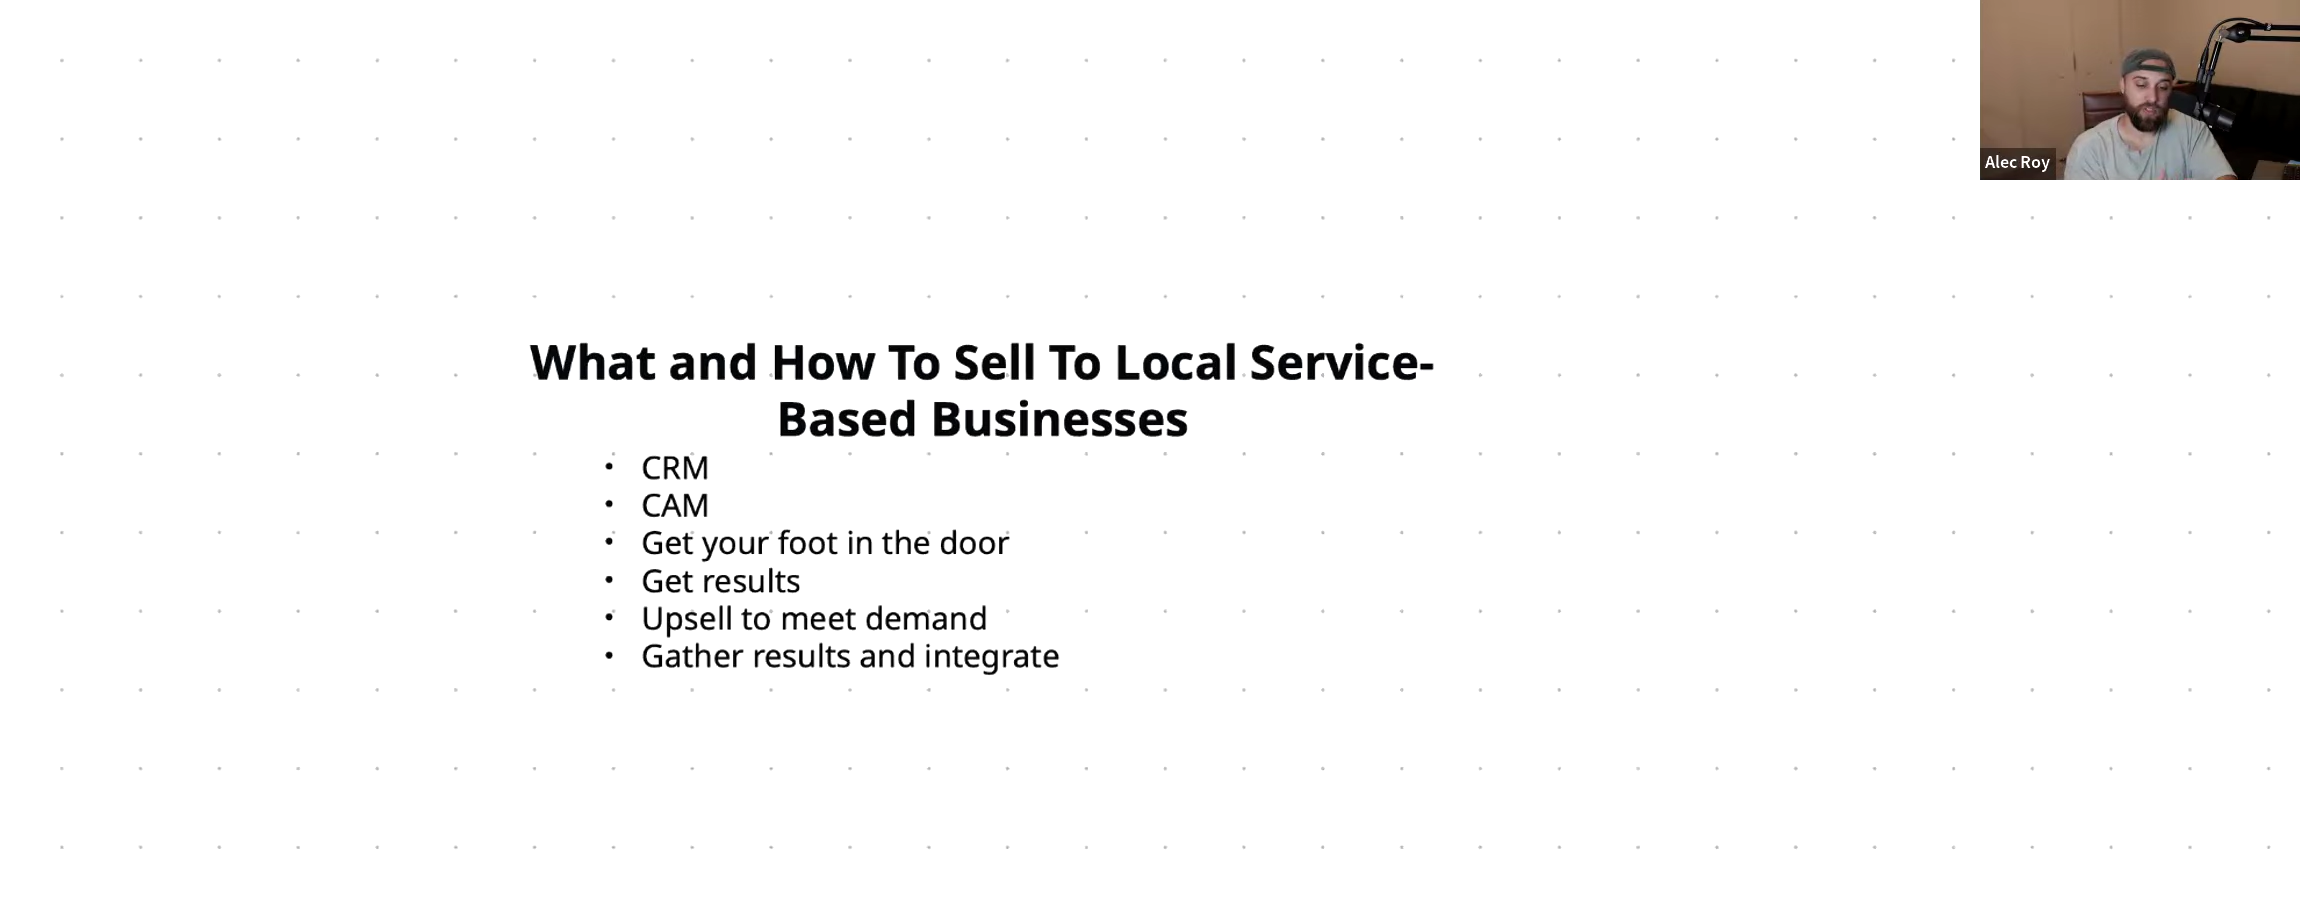 What and How To Sell To Local Service-
Based Businesses
• CRM
• CAM
• Get your foot in the door
• Get results
• Upsell to meet demand
• Gather results and integrate
Alec Roy